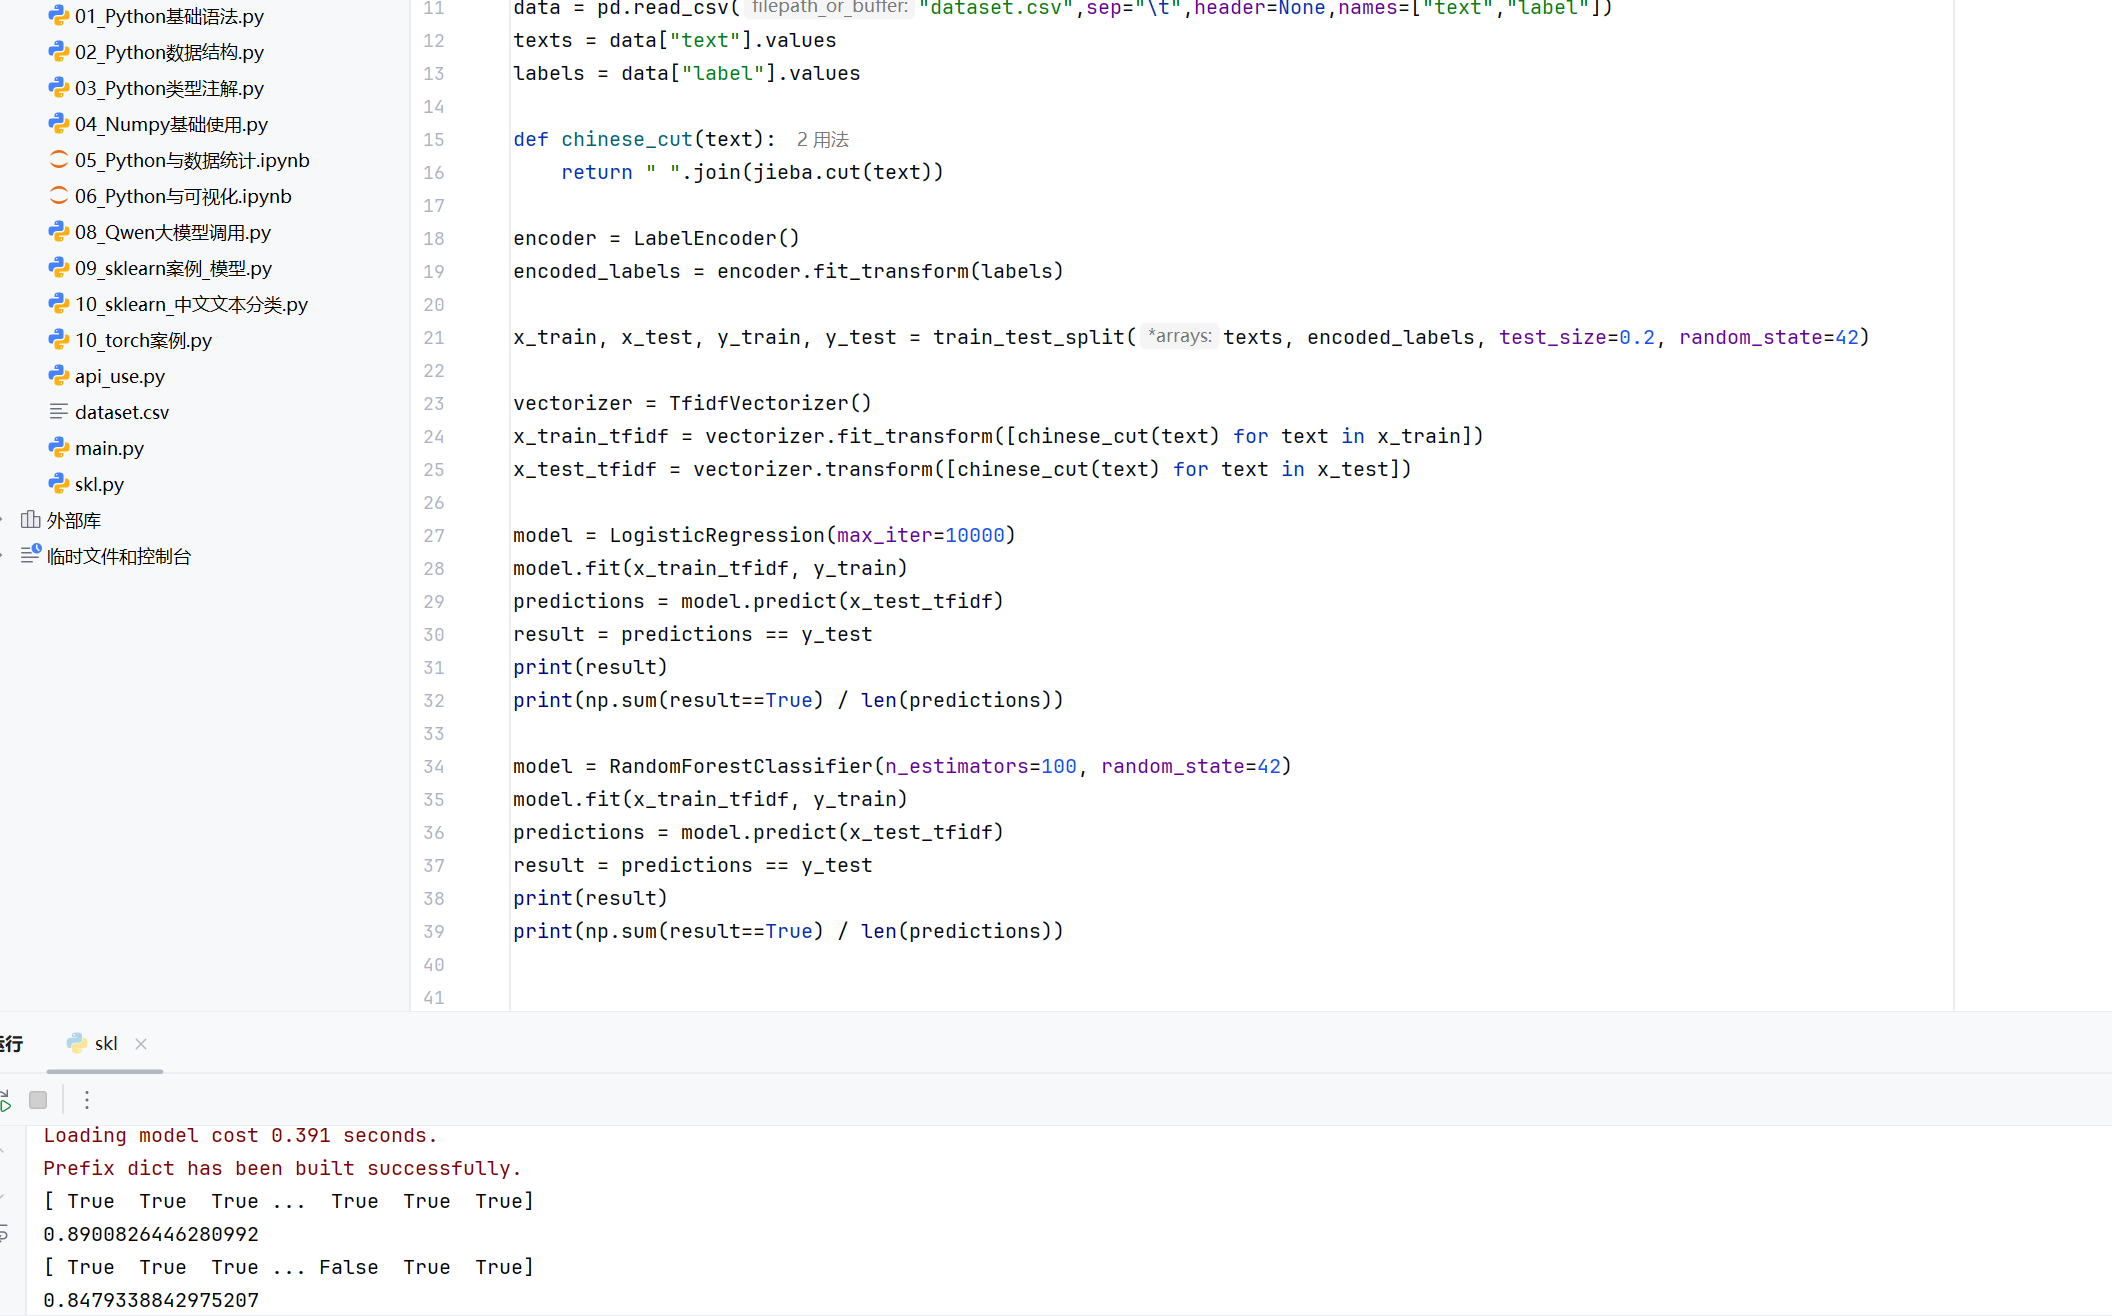 01_Python基础语法.py
02_Python数据结构.py
03_Python类型注解.py
04_Numpy基础使用.py
05_Python与数据统计.ipynb
06_Python与可视化.ipynb
08_Qwen大模型调用.py
09_sklearn案例_模型.py
10_sklearn_中文文本分类.py
10_torch案例.py
api_use.py
dataset.csv
main.py
skl.py
外部库
临时文件和控制台
11 data = pd.read_csv( filepath_or_buffer: "dataset.csv",sep="\t",header=None,names=["text","label"])
12 texts = data["text"].values
13 labels = data["label"].values
14
15 def chinese_cut(text): 2 用法
16     return " ".join(jieba.cut(text))
17
18 encoder = LabelEncoder()
19 encoded_labels = encoder.fit_transform(labels)
20
21 x_train, x_test, y_train, y_test = train_test_split( *arrays: texts, encoded_labels, test_size=0.2, random_state=42)
22
23 vectorizer = TfidfVectorizer()
24 x_train_tfidf = vectorizer.fit_transform([chinese_cut(text) for text in x_train])
25 x_test_tfidf = vectorizer.transform([chinese_cut(text) for text in x_test])
26
27 model = LogisticRegression(max_iter=10000)
28 model.fit(x_train_tfidf, y_train)
29 predictions = model.predict(x_test_tfidf)
30 result = predictions == y_test
31 print(result)
32 print(np.sum(result==True) / len(predictions))
33
34 model = RandomForestClassifier(n_estimators=100, random_state=42)
35 model.fit(x_train_tfidf, y_train)
36 predictions = model.predict(x_test_tfidf)
37 result = predictions == y_test
38 print(result)
39 print(np.sum(result==True) / len(predictions))
40
41
运行 skl
Loading model cost 0.391 seconds.
Prefix dict has been built successfully.
[ True  True  True ...  True  True  True]
0.8900826446280992
[ True  True  True ... False  True  True]
0.8479338842975207